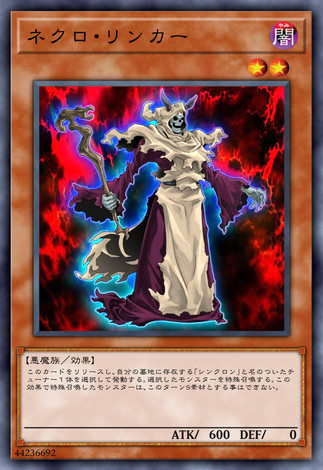 ネクロ・リンカー
闇
やみ
【悪魔族／効果】
このカードをリリースし、自分の墓地に存在する「シンクロン」と名のついたチ
ューナー１体を選択して発動する。選択したモンスターを特殊召喚する。この
効果で特殊召喚したモンスターは、このターンS素材とする事はできない。
ATK/ 600 DEF/ 0
44236692